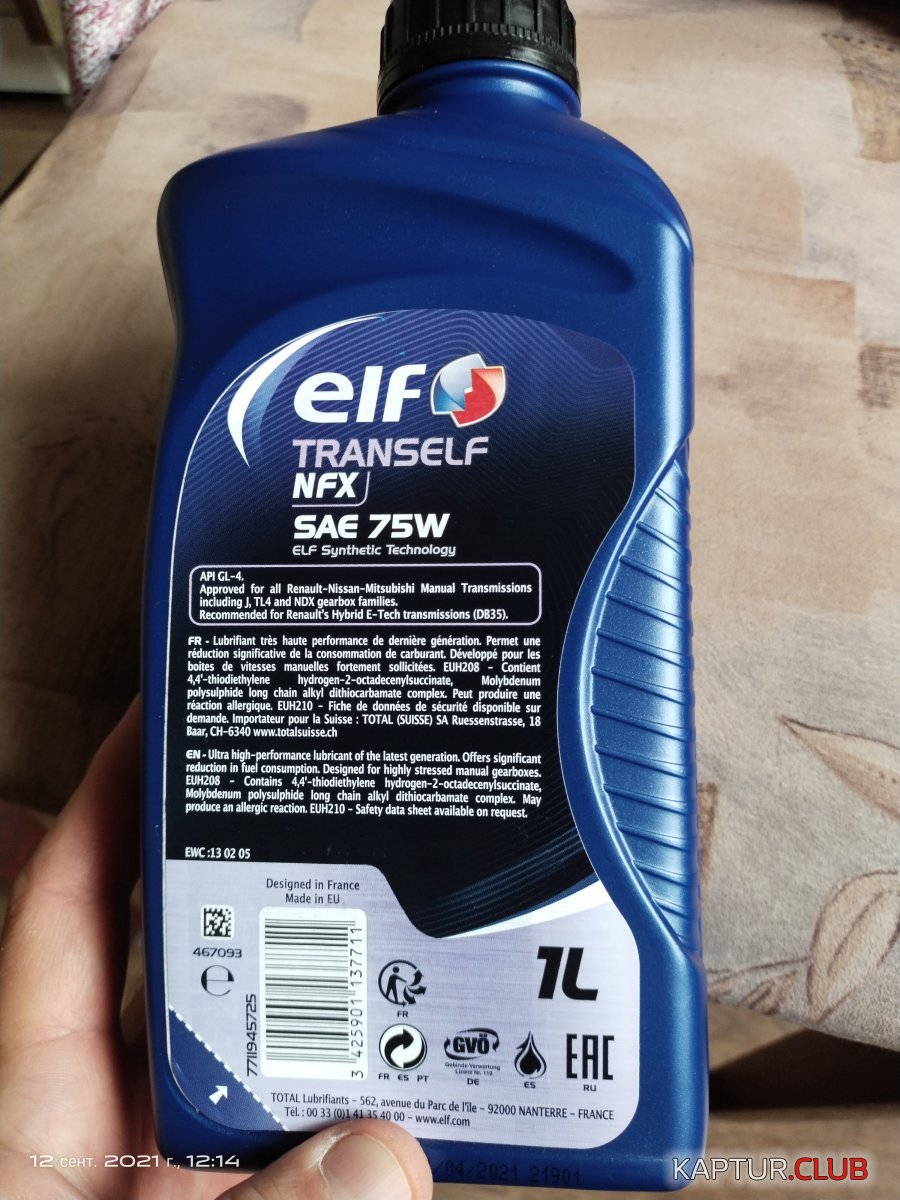 elf
TRANSELF
NFX
SAE 75W
ELF Synthetic Technology
API GL-4.
Approved for all Renault-Nissan-Mitsubishi Manual Transmissions
including J, TL4 and NDX gearbox families.
Recommended for Renault's Hybrid E-Tech transmissions (DB35).
FR - Lubrifiant très haute performance de dernière génération. Permet une
réduction significative de la consommation de carburant. Développé pour les
boites de vitesses manuelles fortement sollicitées. EUH208 - Contient
4,4'-thiodiethylene hydrogen-2-octadecenylsuccinate, Molybdenum
polysulphide long chain alkyl dithiocarbamate complex. Peut produire une
réaction allergique. EUH210 - Fiche de données de sécurité disponible sur
demande. Importateur pour la Suisse : TOTAL (SUISSE) SA Ruessenstrasse, 18
Baar, CH-6340 www.totalsuisse.ch
EN - Ultra high-performance lubricant of the latest generation. Offers significant
reduction in fuel consumption. Designed for highly stressed manual gearboxes.
EUH208 - Contains 4,4'-thiodiethylene hydrogen-2-octadecenylsuccinate,
Molybdenum polysulphide long chain alkyl dithiocarbamate complex. May
produce an allergic reaction. EUH210 - Safety data sheet available on request.
EWC :13 02 05
Designed in France
Made in EU
467093
7711945725
3 425901 137711
FR
FR ES PT
GVÖ
Gebinde-Verwertung
Lizenz Nr. 119
DE
ES
1L
EAC
RU
TOTAL Lubrifiants - 562, avenue du Parc de l'île - 92000 NANTERRE - FRANCE
Tél. : 00 33 (0)1 41 35 40 00 - www.elf.com
/04/2021 21901
12 сент. 2021 г., 12:14
KAPTUR.CLUB